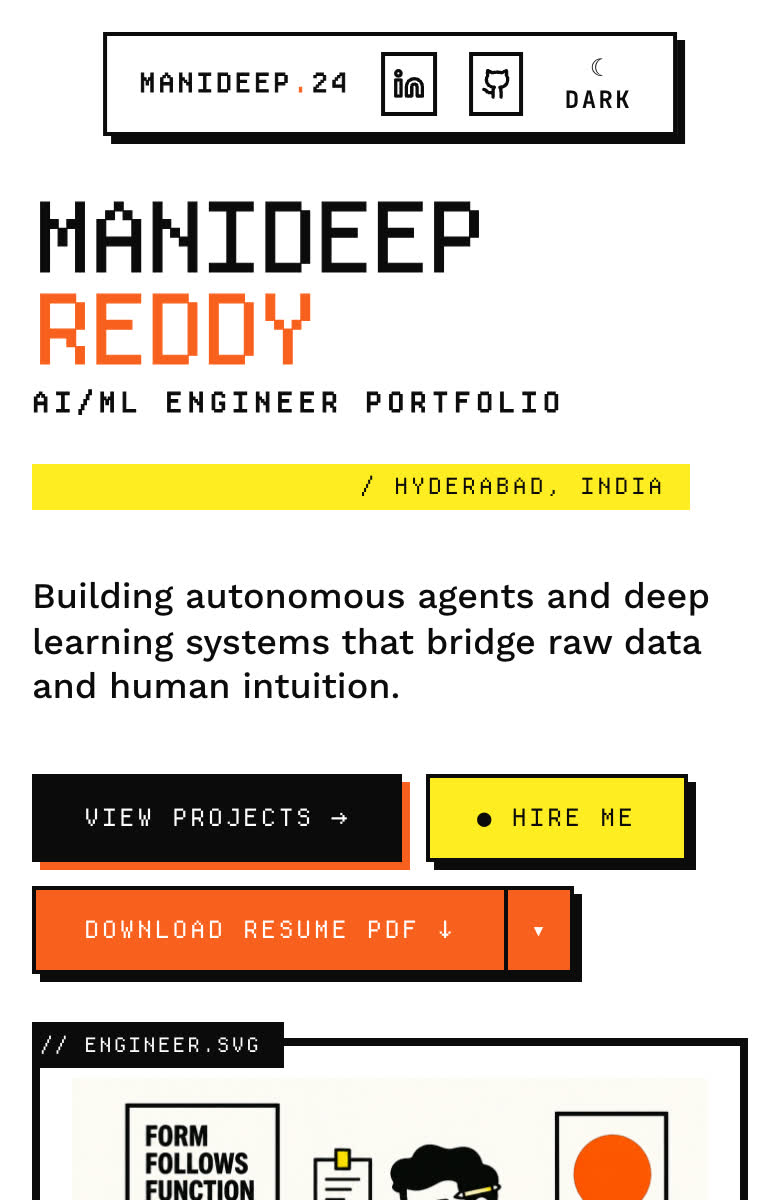 MANIDEEP.24
in
☾
DARK
MANIDEEP
REDDY
AI/ML ENGINEER PORTFOLIO
/ HYDERABAD, INDIA
Building autonomous agents and deep
learning systems that bridge raw data
and human intuition.
VIEW PROJECTS →
● HIRE ME
DOWNLOAD RESUME PDF ↓
▾
// ENGINEER.SVG
FORM
FOLLOWS
FUNCTION